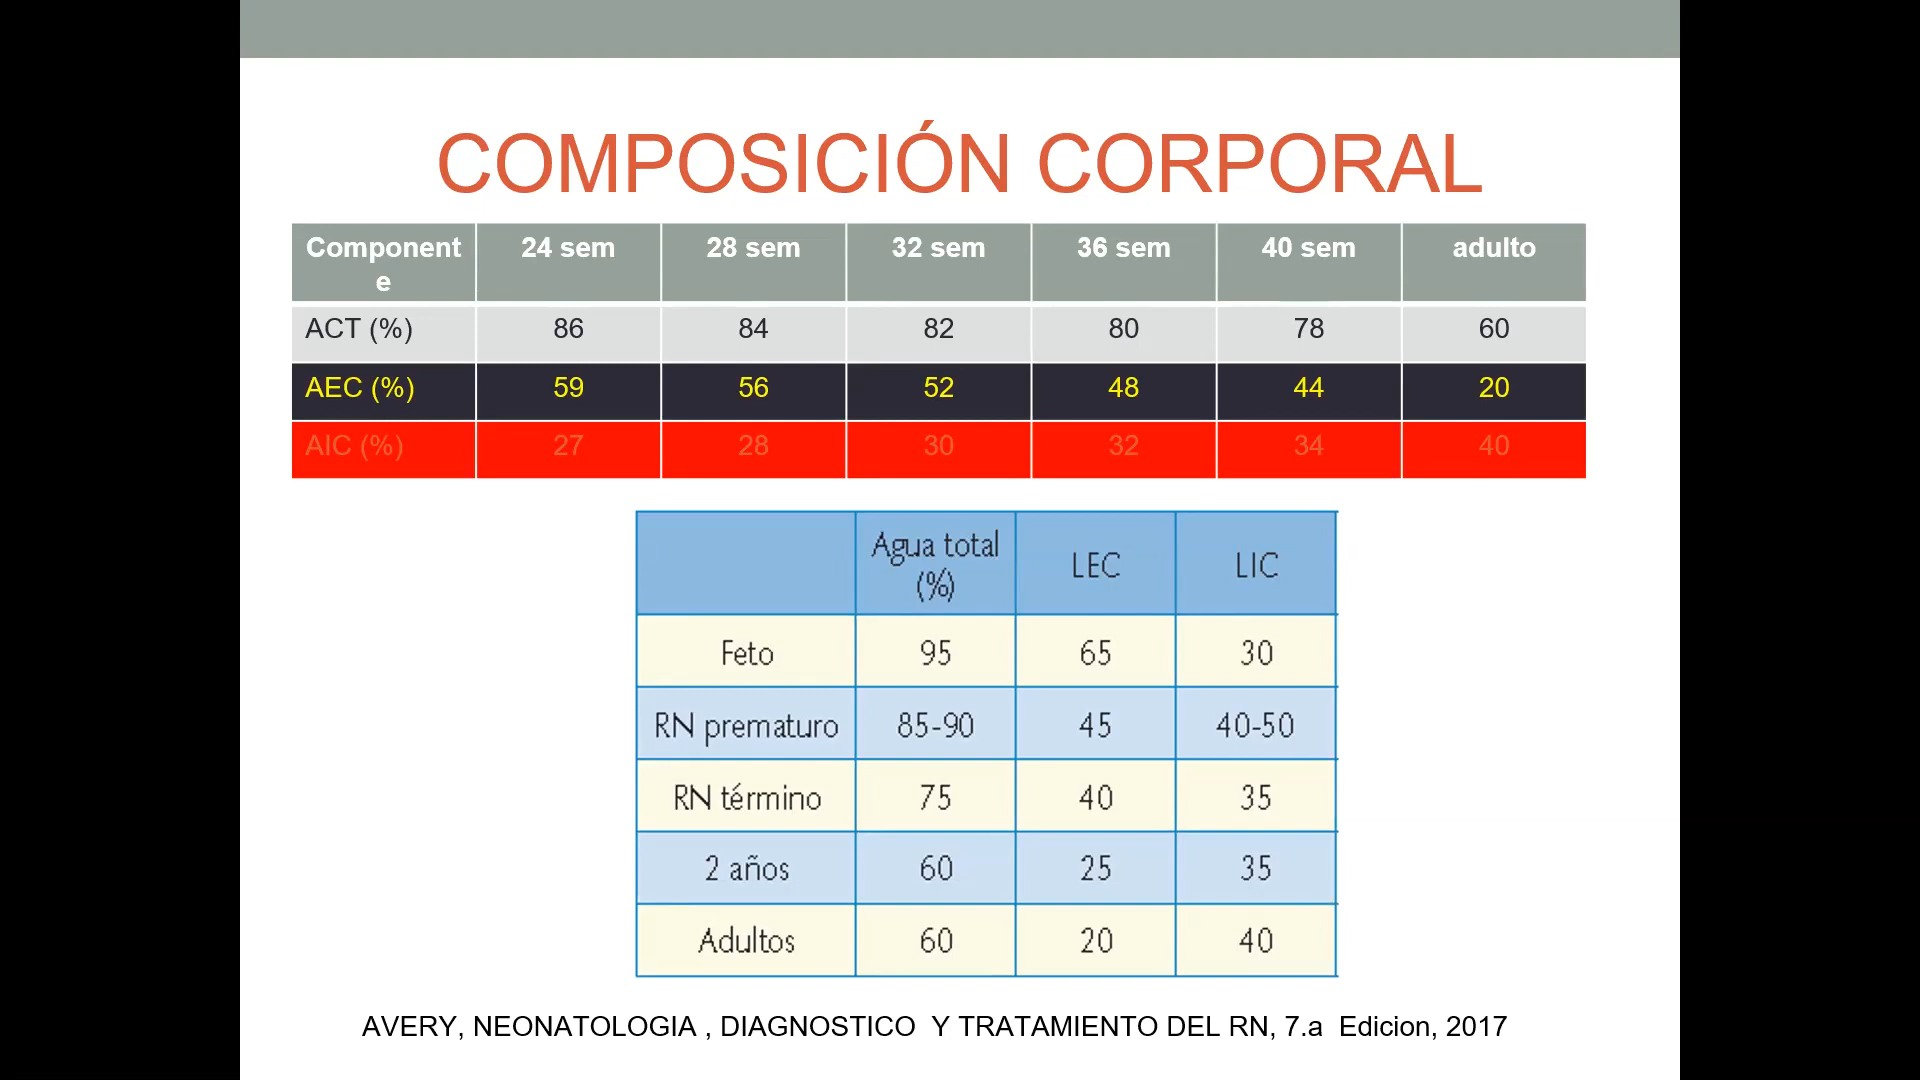 COMPOSICIÓN CORPORAL
Component
e 24 sem 28 sem 32 sem 36 sem 40 sem adulto
ACT (%) 86 84 82 80 78 60
AEC (%) 59 56 52 48 44 20
AIC (%) 27 28 30 32 34 40
Agua total
(%) LEC LIC
Feto 95 65 30
RN prematuro 85-90 45 40-50
RN término 75 40 35
2 años 60 25 35
Adultos 60 20 40
AVERY, NEONATOLOGIA , DIAGNOSTICO Y TRATAMIENTO DEL RN, 7.a Edicion, 2017